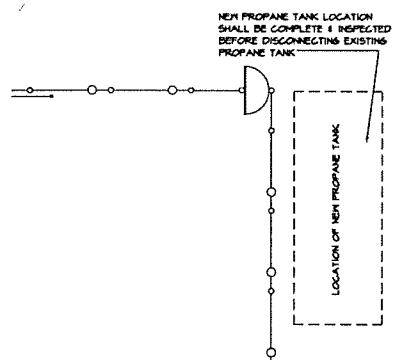 NEW PROPANE TANK LOCATION
SHALL BE COMPLETE & INSPECTED
BEFORE DISCONNECTING EXISTING
PROPANE TANK
LOCATION OF NEW PROPANE TANK